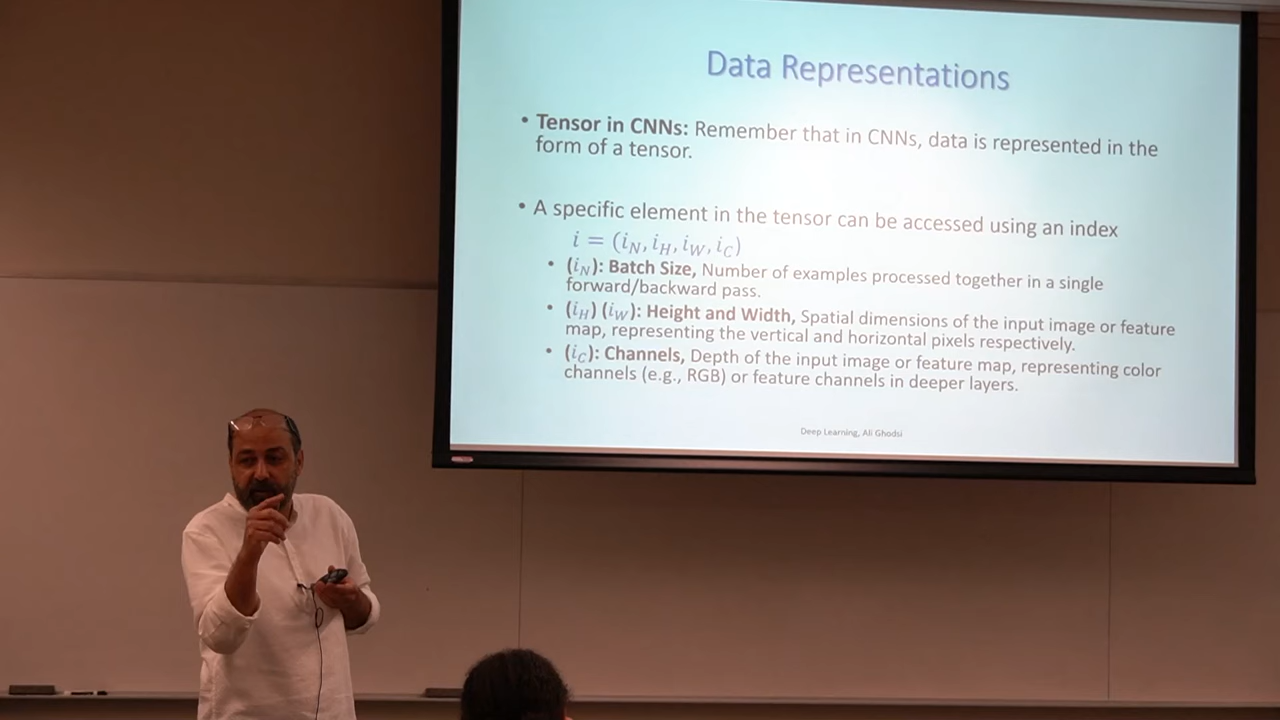 Data Representations
• Tensor in CNNs: Remember that in CNNs, data is represented in the
form of a tensor.
• A specific element in the tensor can be accessed using an index
i = (i_N, i_H, i_W, i_C)
• (i_N): Batch Size, Number of examples processed together in a single
forward/backward pass.
• (i_H) (i_W): Height and Width, Spatial dimensions of the input image or feature
map, representing the vertical and horizontal pixels respectively.
• (i_C): Channels, Depth of the input image or feature map, representing color
channels (e.g., RGB) or feature channels in deeper layers.
Deep Learning, Ali Ghodsi